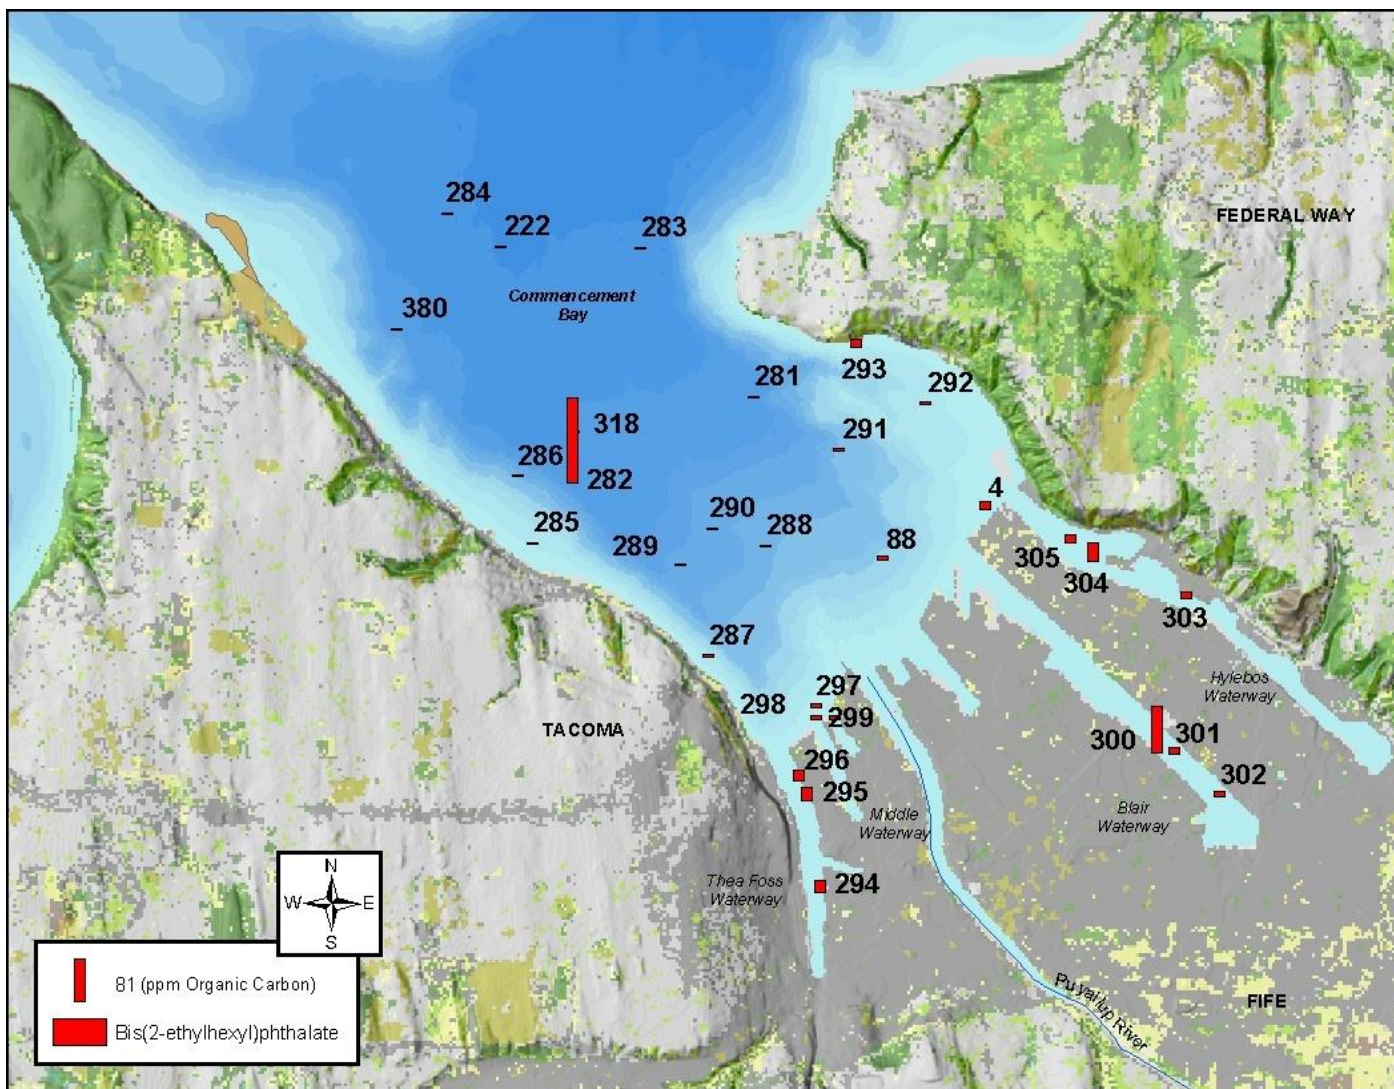 284
222
283
FEDERAL WAY
Commencement
Bay
380
293
281
292
318
291
286
282
4
285
290
288
88
289
305
304
303
287
Hylebos
Waterway
297
298
299
TACOMA
300
301
296
302
295
Middle
Waterway
Blair
Waterway
Thea Foss
Waterway
294
N
W
E
S
81 (ppm Organic Carbon)
Bis(2-ethylhexyl)phthalate
Puyallup River
FIFE